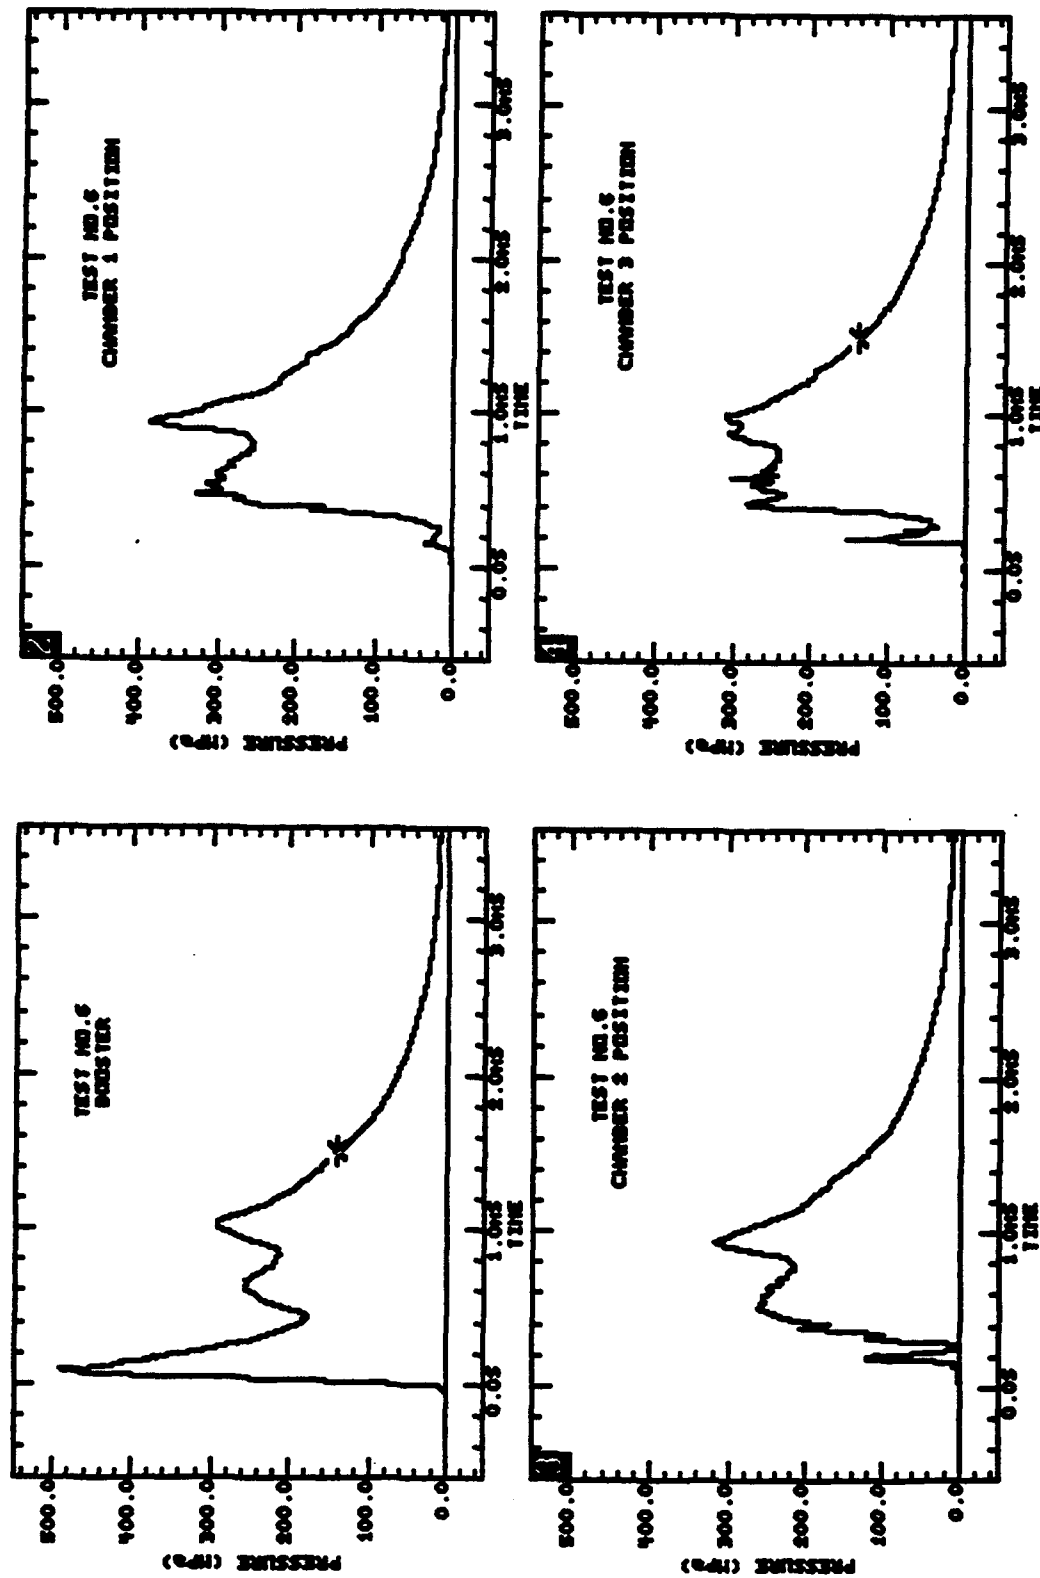 TEST NO.6
BOOSTER
PRESSURE (MPa)
500.0
400.0
300.0
200.0
100.0
0.0
0.0S
1.0MS
2.0MS
3.0MS
TIME
TEST NO.6
CHAMBER 1 POSITION
PRESSURE (MPa)
500.0
400.0
300.0
200.0
100.0
0.0
0.0S
1.0MS
2.0MS
3.0MS
TIME
TEST NO.6
CHAMBER 2 POSITION
PRESSURE (MPa)
500.0
400.0
300.0
200.0
100.0
0.0
0.0S
1.0MS
2.0MS
3.0MS
TIME
TEST NO.6
CHAMBER 3 POSITION
PRESSURE (MPa)
500.0
400.0
300.0
200.0
100.0
0.0
0.0S
1.0MS
2.0MS
3.0MS
TIME